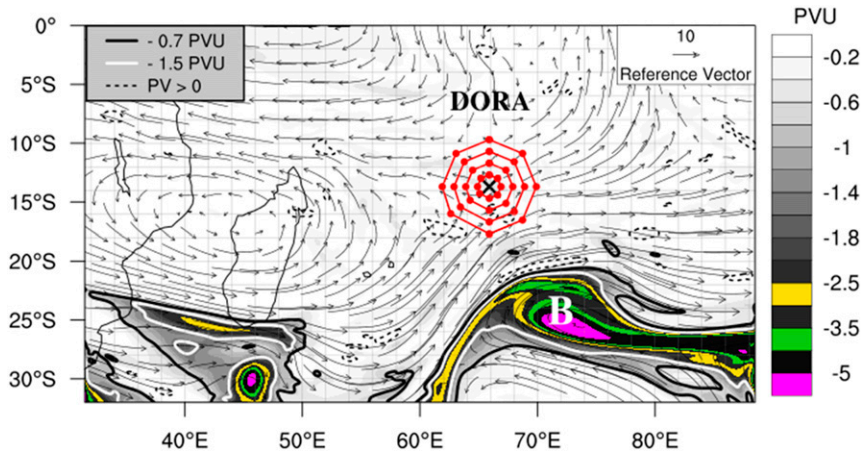 PVU
0°
- 0.7 PVU
- 1.5 PVU
PV > 0
10
Reference Vector
DORA
5°S
10°S
15°S
20°S
25°S
30°S
B
40°E
50°E
60°E
70°E
80°E
-0.2
-0.6
-1
-1.4
-1.8
-2.5
-3.5
-5